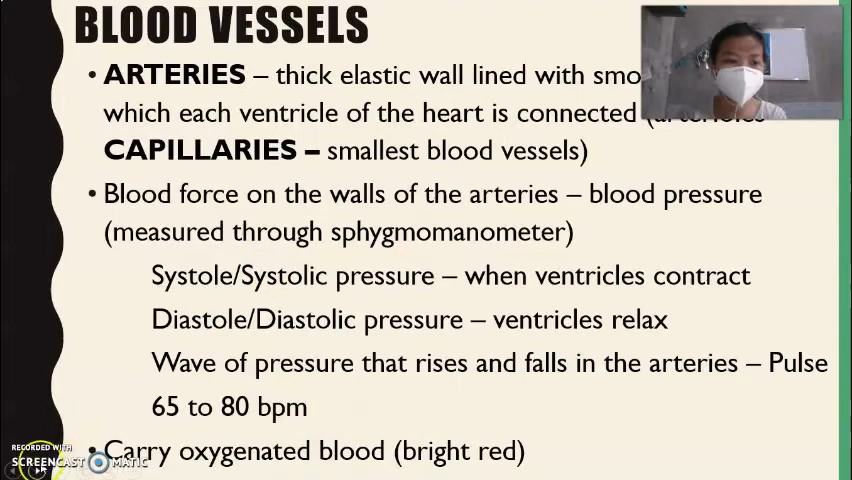 BLOOD VESSELS
• ARTERIES – thick elastic wall lined with
which each ventricle of the heart is connected
CAPILLARIES – smallest blood vessels)
• Blood force on the walls of the arteries – blood pressure
(measured through sphygmomanometer)
Systole/Systolic pressure – when ventricles contract
Diastole/Diastolic pressure – ventricles relax
Wave of pressure that rises and falls in the arteries – Pulse
65 to 80 bpm
• Carry oxygenated blood (bright red)
RECORDED WITH
SCREENCAST MATIC